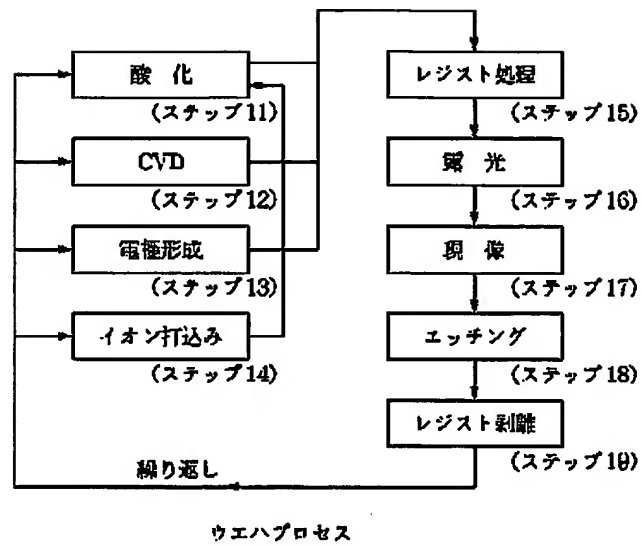 酸化
(ステップ11)
CVD
(ステップ12)
電極形成
(ステップ13)
イオン打込み
(ステップ14)
レジスト処理
(ステップ15)
露光
(ステップ16)
現像
(ステップ17)
エッチング
(ステップ18)
レジスト剥離
(ステップ19)
繰り返し
ウエハプロセス